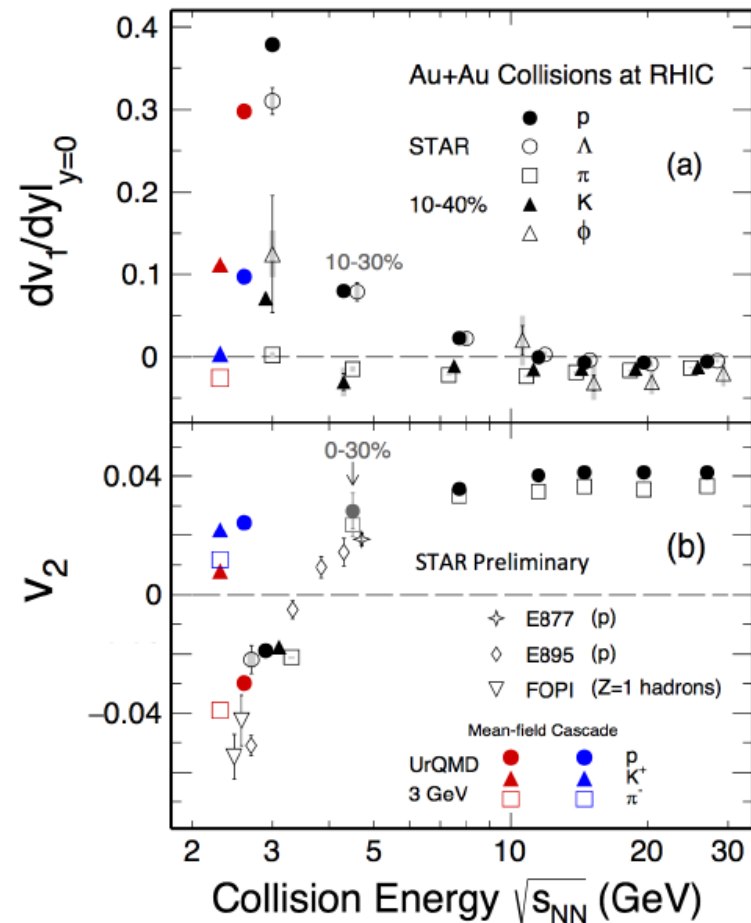 0.4
0.3
0.2
0.1
0
dv₁/dy|y=0
Au+Au Collisions at RHIC
p
STAR Λ
π
10-40% K
ϕ
(a)
10-30%
0-30%
0.04
0
−0.04
v₂
STAR Preliminary
(b)
E877 (p)
E895 (p)
FOPI (Z=1 hadrons)
Mean-field Cascade
UrQMD p
K⁺
3 GeV π⁻
2 3 4 5 10 20 30
Collision Energy √sNN (GeV)